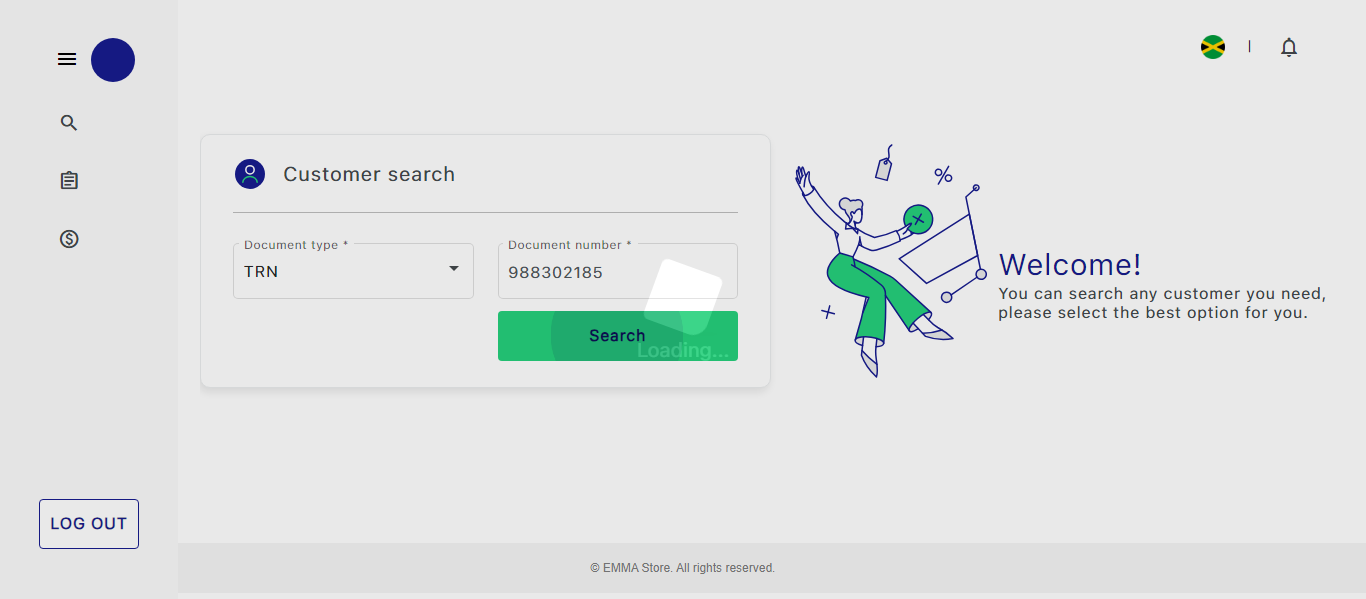 Customer search
Document type *
TRN
Document number *
988302185
Search
Loading...
Welcome!
You can search any customer you need,
please select the best option for you.
LOG OUT
© EMMA Store. All rights reserved.